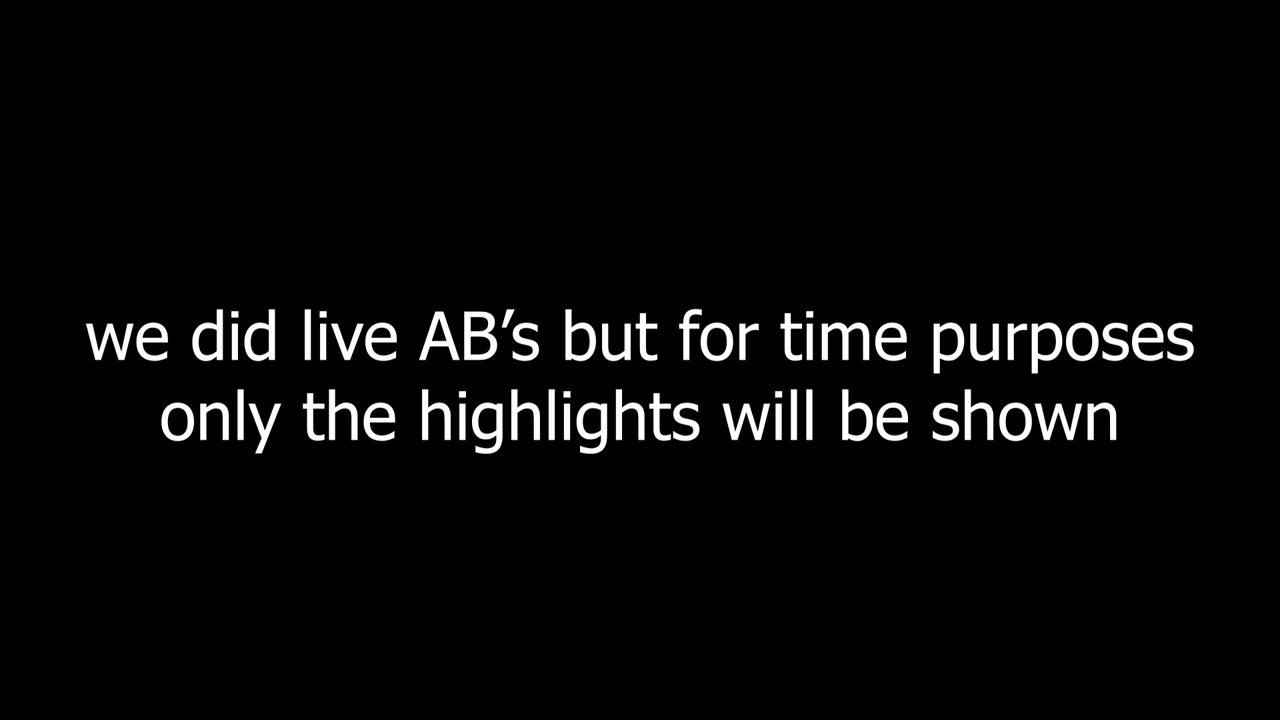 we did live AB’s but for time purposes
only the highlights will be shown